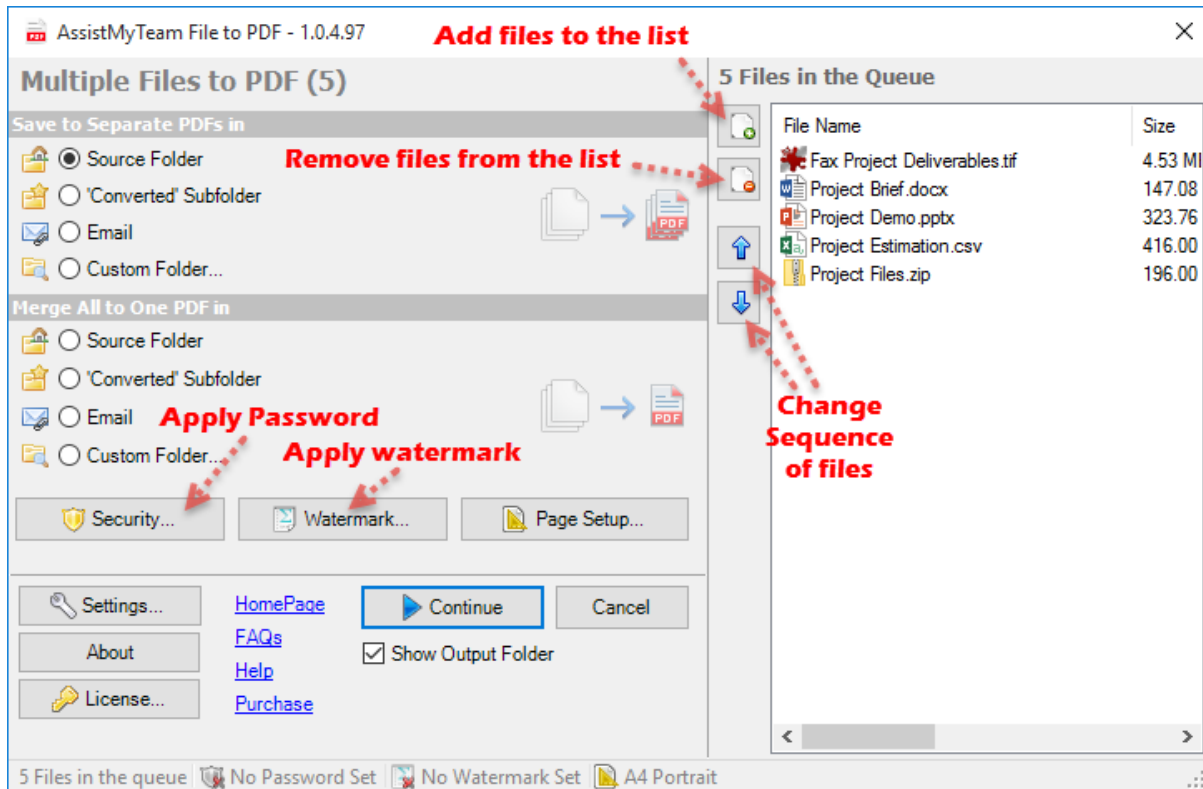 AssistMyTeam File to PDF - 1.0.4.97
Add files to the list
Multiple Files to PDF (5)
Save to Separate PDFs in
Source Folder
'Converted' Subfolder
Email
Custom Folder...
Remove files from the list
PDF
Merge All to One PDF in
Source Folder
'Converted' Subfolder
Email
Custom Folder...
PDF
Apply Password
Apply watermark
Security...
Watermark...
Page Setup...
Settings...
About
License...
HomePage
FAQs
Help
Purchase
Continue
Cancel
Show Output Folder
5 Files in the Queue
File Name Size
Fax Project Deliverables.tif 4.53 MI
Project Brief.docx 147.08
Project Demo.pptx 323.76
Project Estimation.csv 416.00
Project Files.zip 196.00
Change
Sequence
of files
5 Files in the queue No Password Set No Watermark Set A4 Portrait